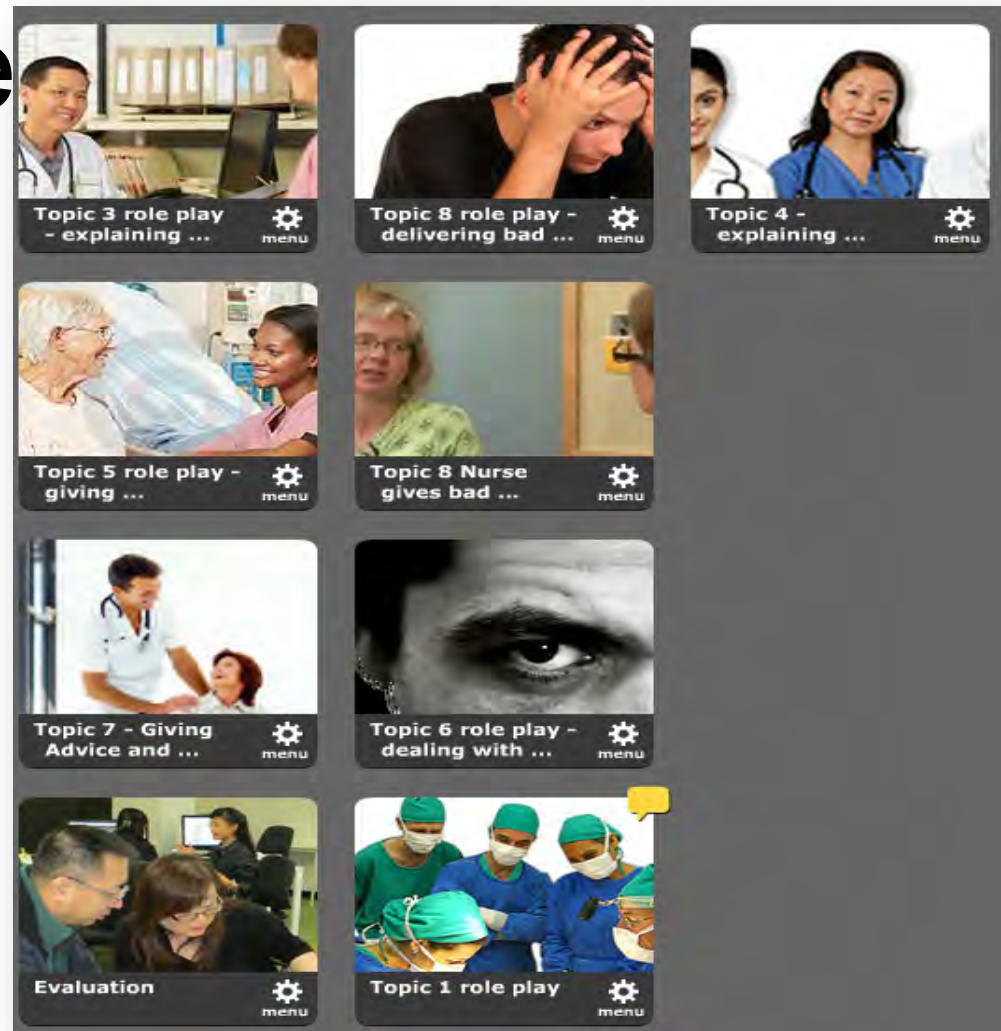 e
Topic 3 role play
- explaining ...
menu
Topic 8 role play -
delivering bad ...
menu
Topic 4 -
explaining ...
menu
Topic 5 role play -
giving ...
menu
Topic 8 Nurse
gives bad ...
menu
Topic 7 - Giving
Advice and ...
menu
Topic 6 role play -
dealing with ...
menu
Evaluation
menu
Topic 1 role play
menu